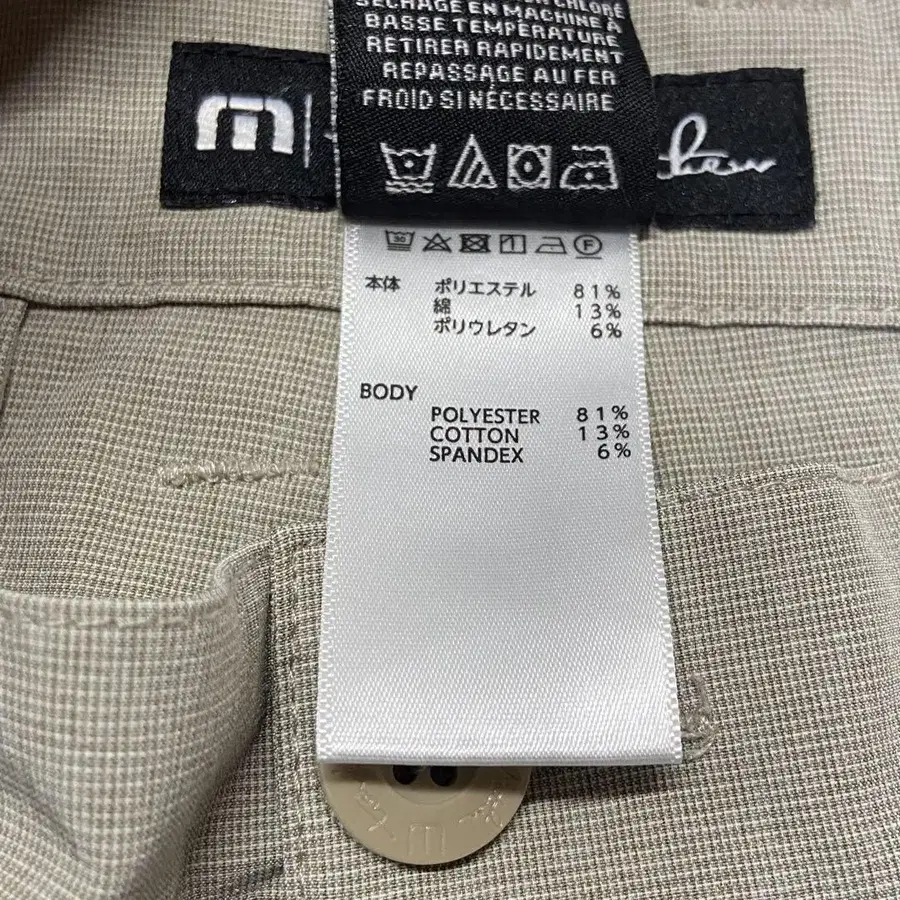 SÉCHAGE EN MACHINE À
BASSE TEMPÉRATURE
RETIRER RAPIDEMENT
REPASSAGE AU FER
FROID SI NÉCESSAIRE
本体 ポリエステル 81%
綿 13%
ポリウレタン 6%
BODY
POLYESTER 81%
COTTON 13%
SPANDEX 6%